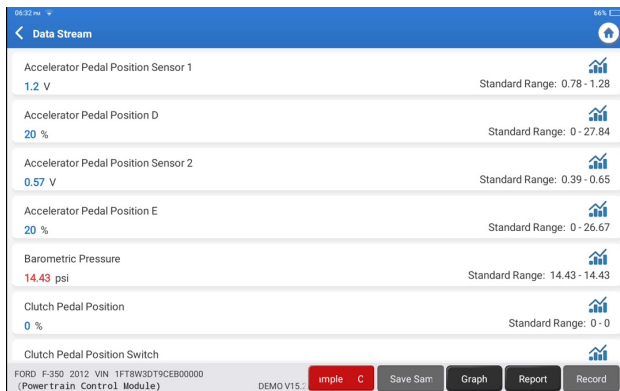 06:32 PM 66%
Data Stream
Accelerator Pedal Position Sensor 1
1.2 V Standard Range: 0.78 - 1.28
Accelerator Pedal Position D
20 % Standard Range: 0 - 27.84
Accelerator Pedal Position Sensor 2
0.57 V Standard Range: 0.39 - 0.65
Accelerator Pedal Position E
20 % Standard Range: 0 - 26.67
Barometric Pressure
14.43 psi Standard Range: 14.43 - 14.43
Clutch Pedal Position
0 % Standard Range: 0 - 0
Clutch Pedal Position Switch
FORD F-350 2012 VIN 1FT8W3DT9CEB00000
(Powertrain Control Module) DEMO V15. imple C Save Sam Graph Report Record